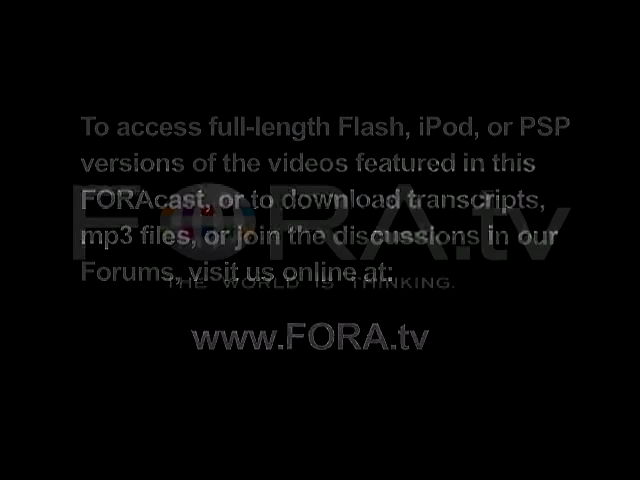 To access full-length Flash, iPod, or PSP
versions of the videos featured in this
FORAcast, or to download transcripts,
FORA.tv
mp3 files, or join the discussions in our
Forums, visit us online at:
THE WORLD IS THINKING.
www.FORA.tv